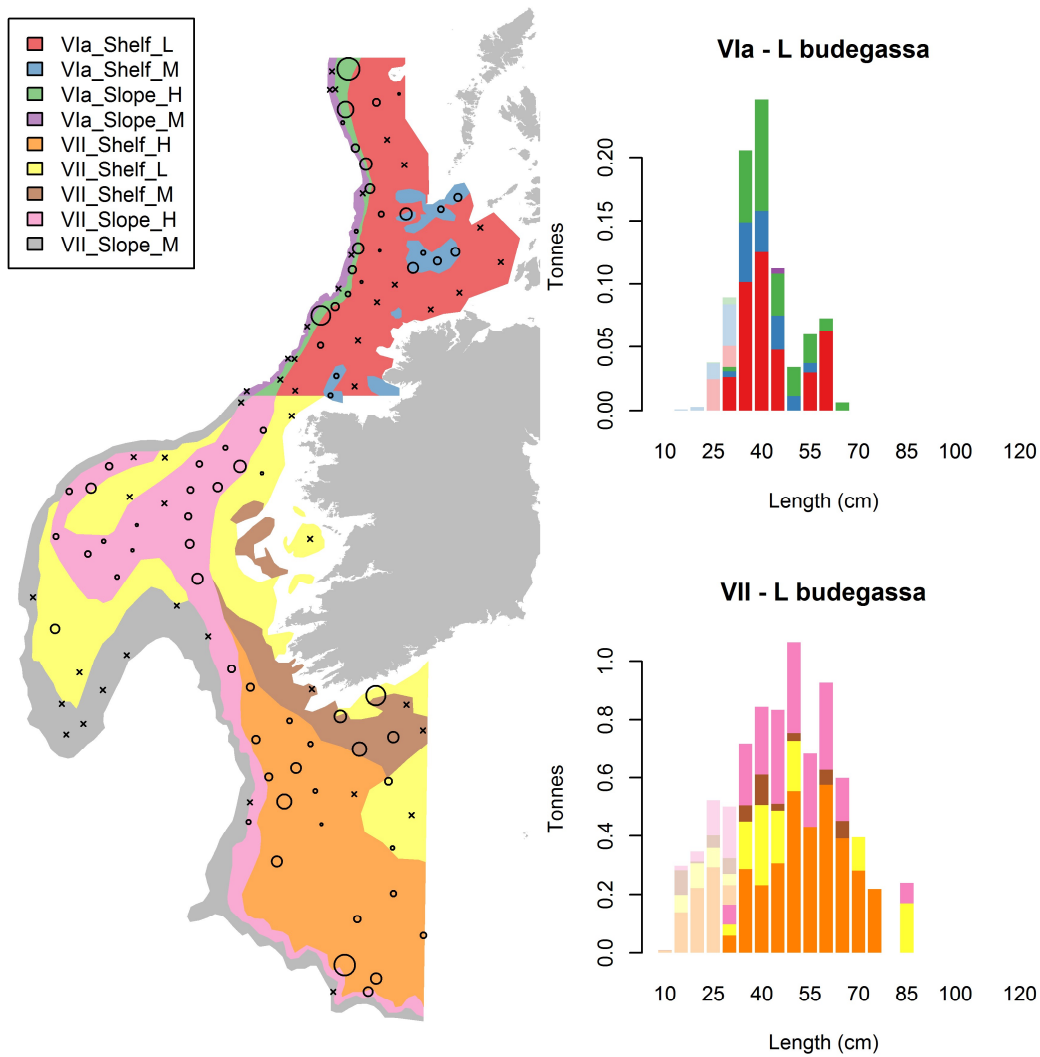 VIa_Shelf_L
VIa_Shelf_M
VIa_Slope_H
VIa_Slope_M
VII_Shelf_H
VII_Shelf_L
VII_Shelf_M
VII_Slope_H
VII_Slope_M
VIa - L budegassa
Tonnes
0.20
0.15
0.10
0.05
0.00
10 25 40 55 70 85 100 120
Length (cm)
VII - L budegassa
Tonnes
1.0
0.8
0.6
0.4
0.2
0.0
10 25 40 55 70 85 100 120
Length (cm)